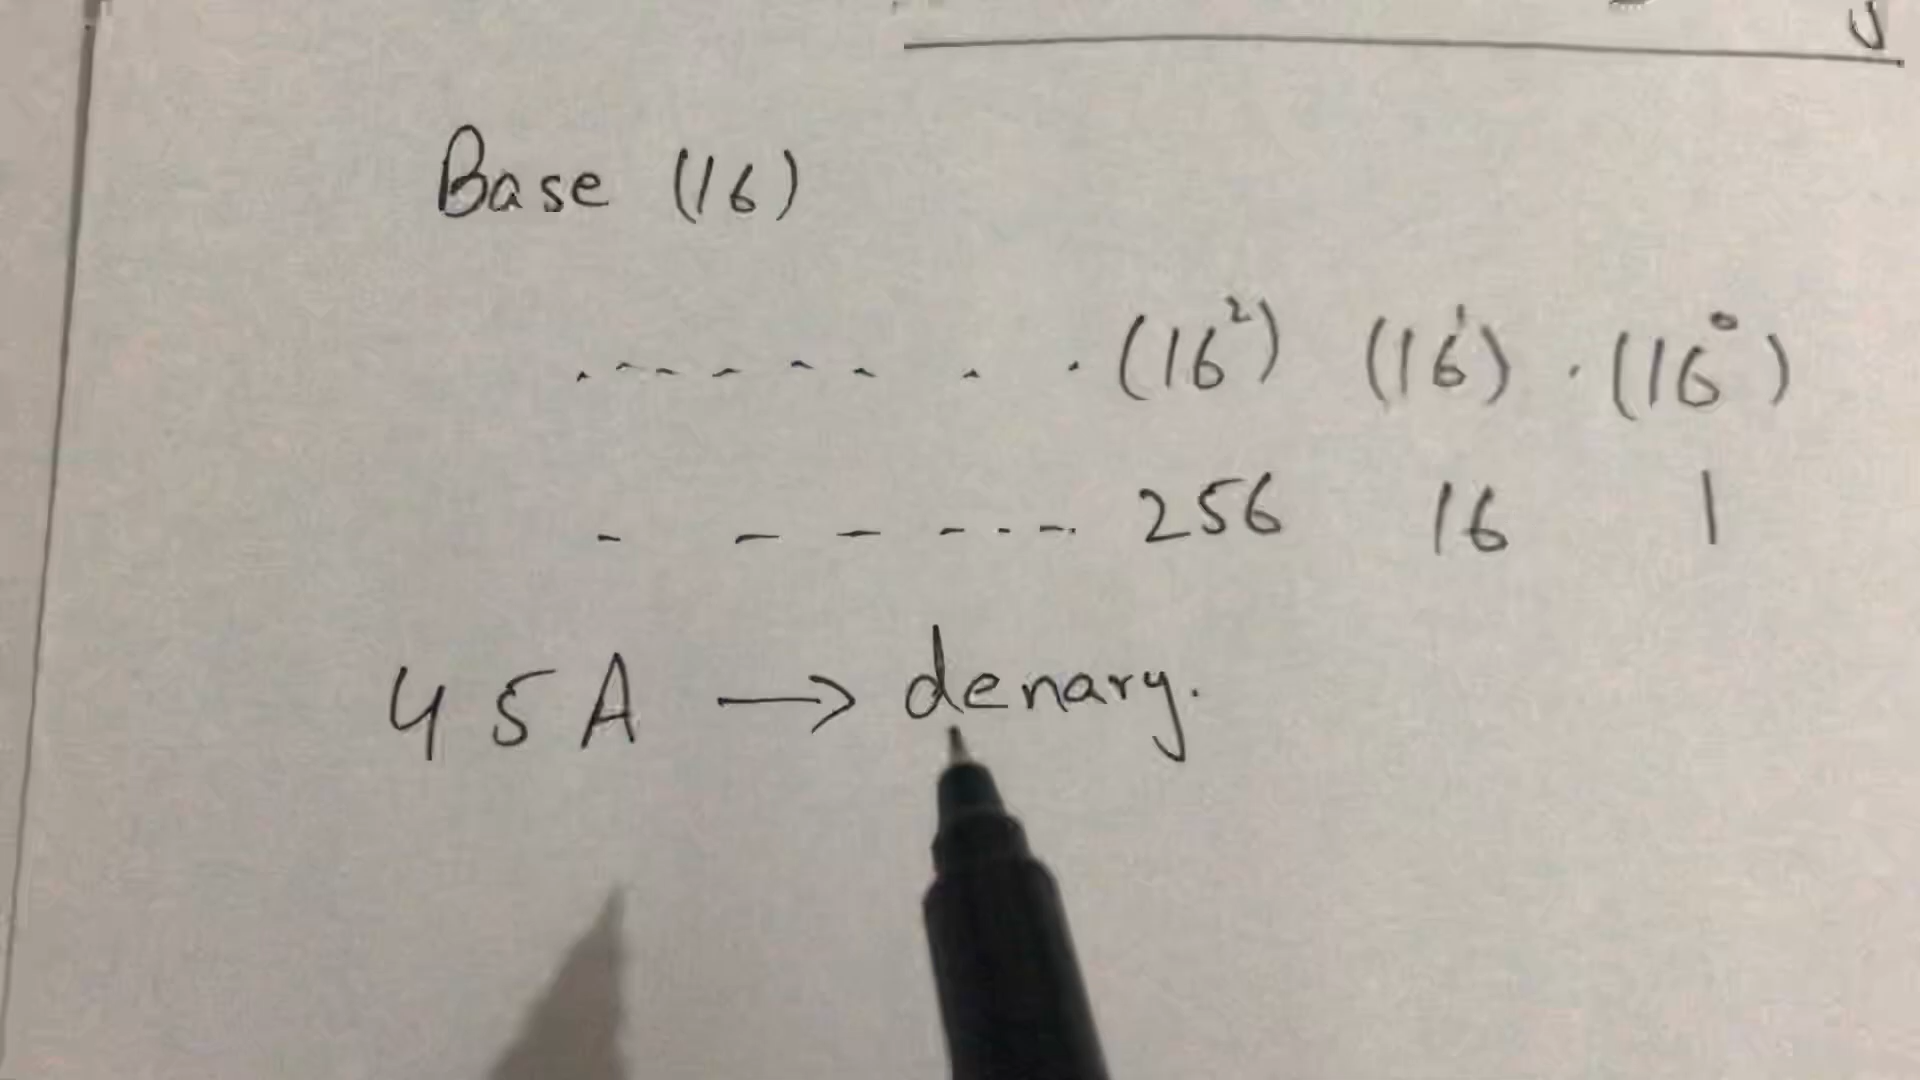 Base (16)
. - - - - - . . (16²) (16¹) . (16⁰)
- - - - - - 256 16 1
45A → denary.